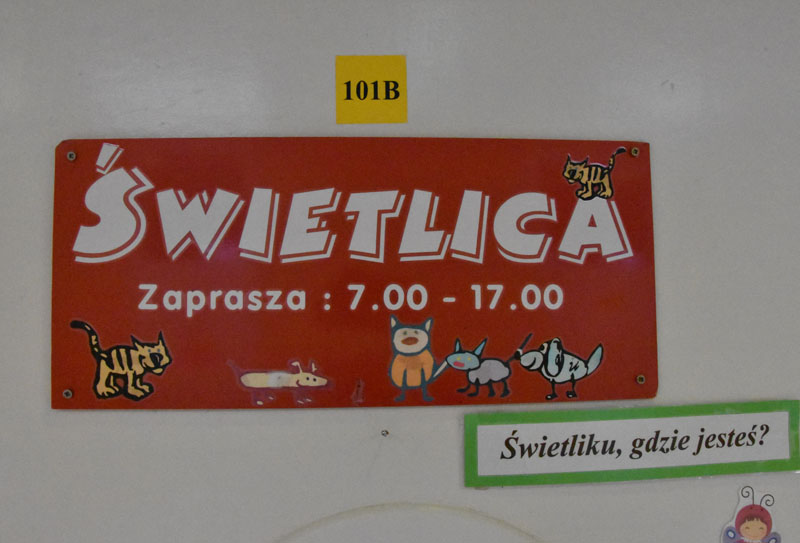 101B
ŚWIETLICA
Zaprasza : 7.00 - 17.00
Świetliku, gdzie jesteś?